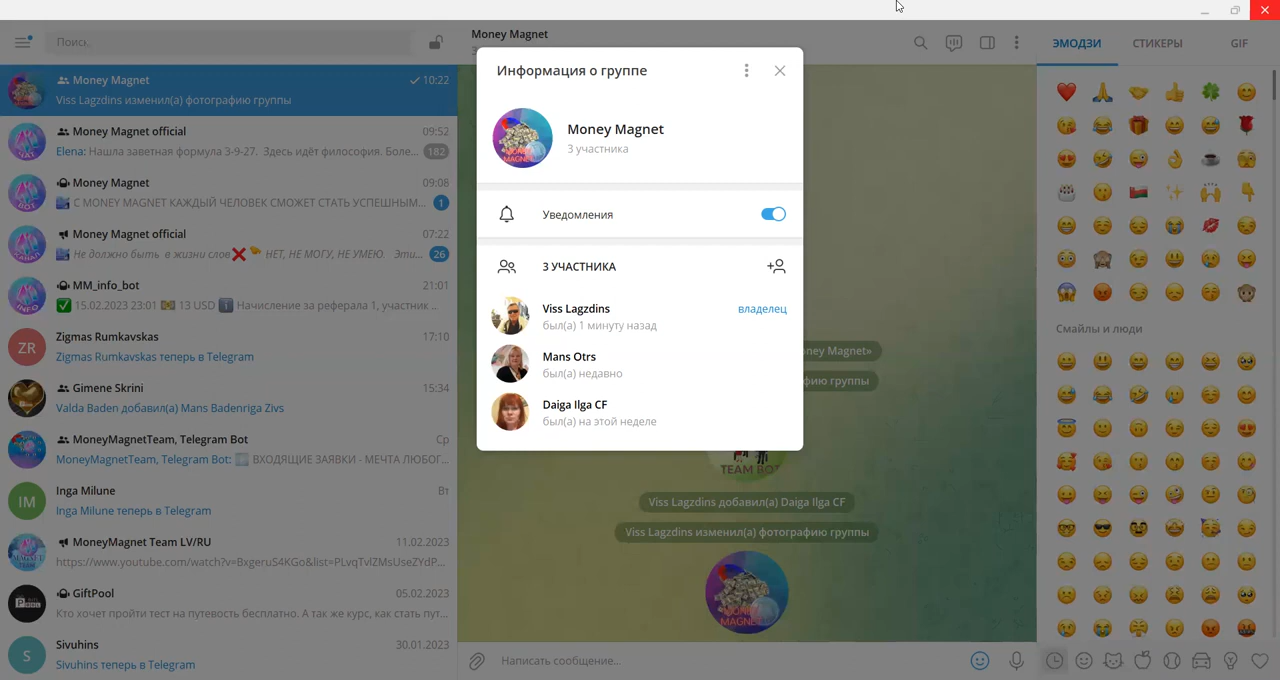 Поиск
Money Magnet
10:22
Viss Lagzdins изменил(а) фотографию группы
Money Magnet official
09:52
Elena: Нашла заветная формула 3-9-27. Здесь идёт философия. Боле...
182
Money Magnet
09:08
С MONEY MAGNET КАЖДЫЙ ЧЕЛОВЕК СМОЖЕТ СТАТЬ УСПЕШНЫМ...
1
Money Magnet official
07:22
Не должно быть в жизни слов❌ НЕТ, НЕ МОГУ, НЕ УМЕЮ. Эти...
26
MM_info_bot
21:01
✅ 15.02.2023 23:01 💵 13 USD ℹ️ Начисление за реферала 1, участник ...
ZR
Zigmas Rumkavskas
17:10
Zigmas Rumkavskas теперь в Telegram
Gimene Skrini
15:34
Valda Baden добавил(а) Mans Badenriga Zivs
MoneyMagnetTeam, Telegram Bot
Ср
MoneyMagnetTeam, Telegram Bot: ВХОДЯЩИЕ ЗАЯВКИ - МЕЧТА ЛЮБОГ...
IM
Inga Milune
Вт
Inga Milune теперь в Telegram
MoneyMagnet Team LV/RU
11.02.2023
https://www.youtube.com/watch?v=BxgeruS4KGo&list=PLvqTvlZMsUseZYdP...
GiftPool
05.02.2023
Кто хочет пройти тест на путевость бесплатно. А так же курс, как стать пут...
S
Sivuhins
30.01.2023
Sivuhins теперь в Telegram
Money Magnet
Информация о группе
Money Magnet
3 участника
Уведомления
3 УЧАСТНИКА
Viss Lagzdins
владелец
был(а) 1 минуту назад
Mans Otrs
был(а) недавно
Daiga Ilga CF
был(а) на этой неделе
ney Magnet»
фию группы
TEAM BOT
Viss Lagzdins добавил(а) Daiga Ilga CF
Viss Lagzdins изменил(а) фотографию группы
MONEY
MAGNET
Написать сообщение...
ЭМОДЗИ
СТИКЕРЫ
GIF
Смайлы и люди